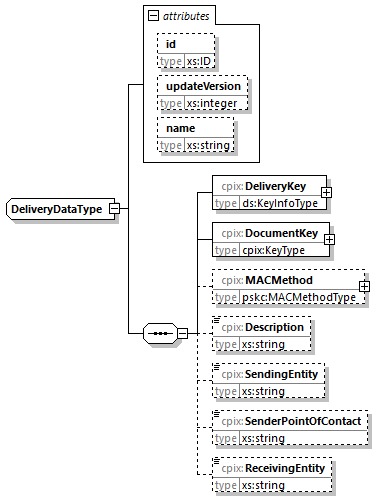 attributes
id
type xs:ID
updateVersion
type xs:integer
name
type xs:string
DeliveryDataType
cpix:DeliveryKey
type ds:KeyInfoType
cpix:DocumentKey
type cpix:KeyType
cpix:MACMethod
type pskc:MACMethodType
cpix:Description
type xs:string
cpix:SendingEntity
type xs:string
cpix:SenderPointOfContact
type xs:string
cpix:ReceivingEntity
type xs:string